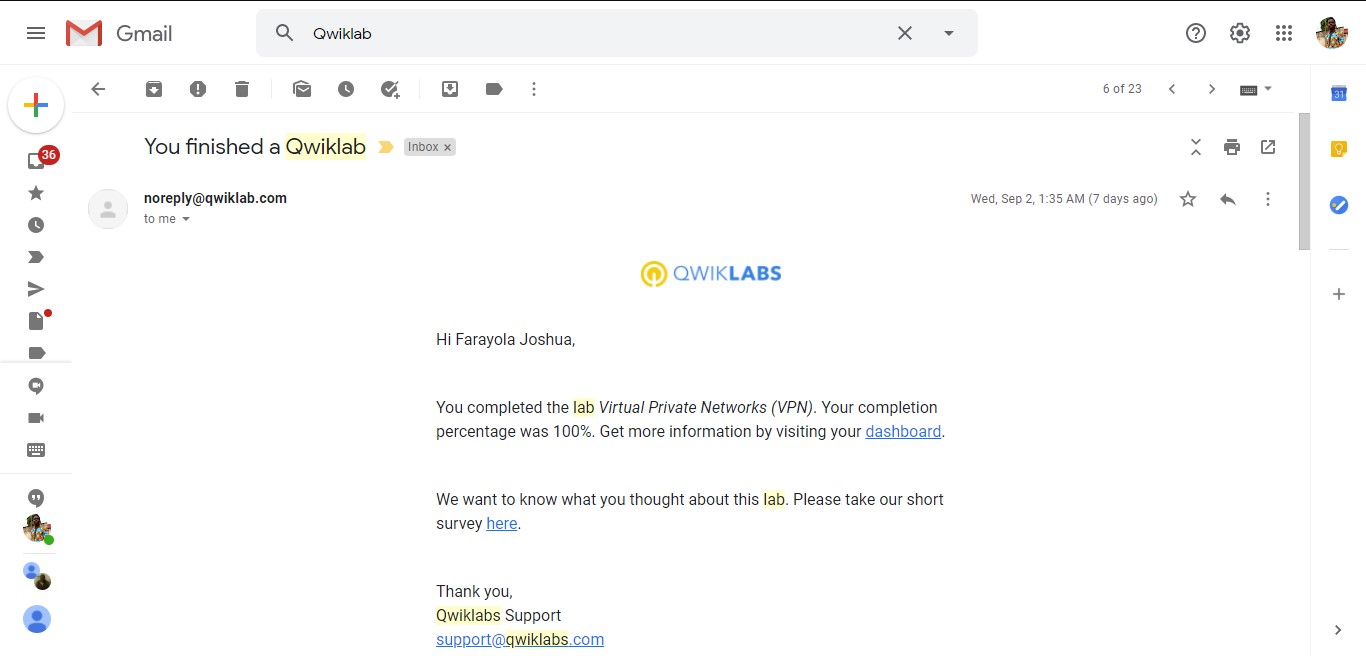 Gmail
Qwiklab
6 of 23
31
36
You finished a Qwiklab
Inbox x
noreply@qwiklab.com
Wed, Sep 2, 1:35 AM (7 days ago)
to me
QWIKLABS
Hi Farayola Joshua,
You completed the lab Virtual Private Networks (VPN). Your completion
percentage was 100%. Get more information by visiting your dashboard.
We want to know what you thought about this lab. Please take our short
survey here.
Thank you,
Qwiklabs Support
support@qwiklabs.com